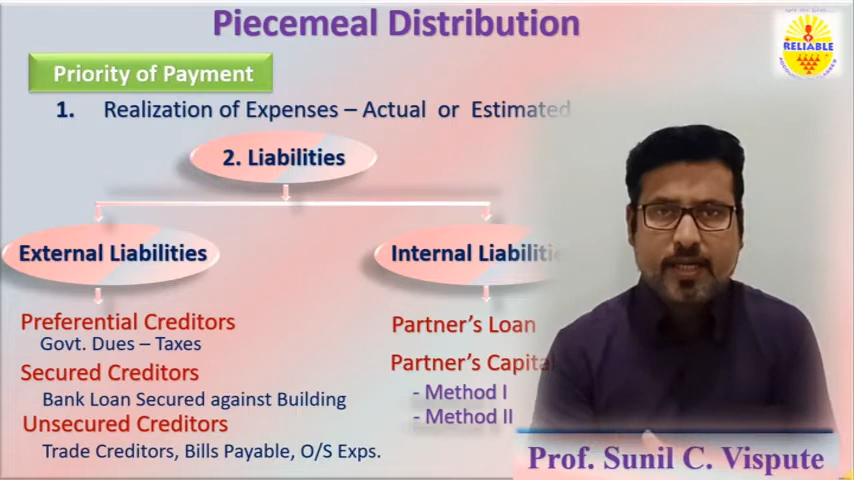 Piecemeal Distribution
RELIABLE
Priority of Payment
1. Realization of Expenses – Actual or Estimated
2. Liabilities
External Liabilities
Internal Liabilitie
Preferential Creditors
Govt. Dues – Taxes
Secured Creditors
Bank Loan Secured against Building
Unsecured Creditors
Trade Creditors, Bills Payable, O/S Exps.
Partner's Loan
Partner's Capital
- Method I
- Method II
Prof. Sunil C. Vispute